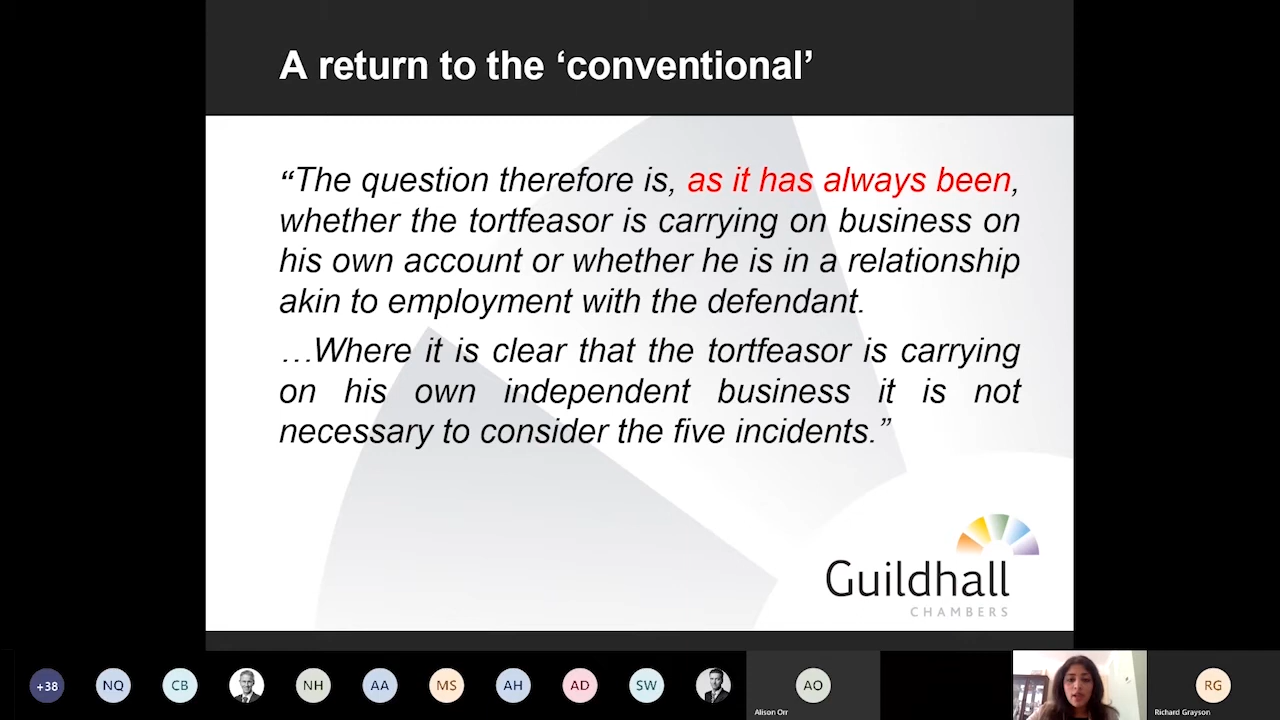 A return to the ‘conventional’
“The question therefore is, as it has always been,
whether the tortfeasor is carrying on business on
his own account or whether he is in a relationship
akin to employment with the defendant.
…Where it is clear that the tortfeasor is carrying
on his own independent business it is not
necessary to consider the five incidents.”
Guildhall
CHAMBERS
+38
NQ
CB
NH
AA
MS
AH
AD
SW
AO
Alison Orr
RG
Richard Grayson